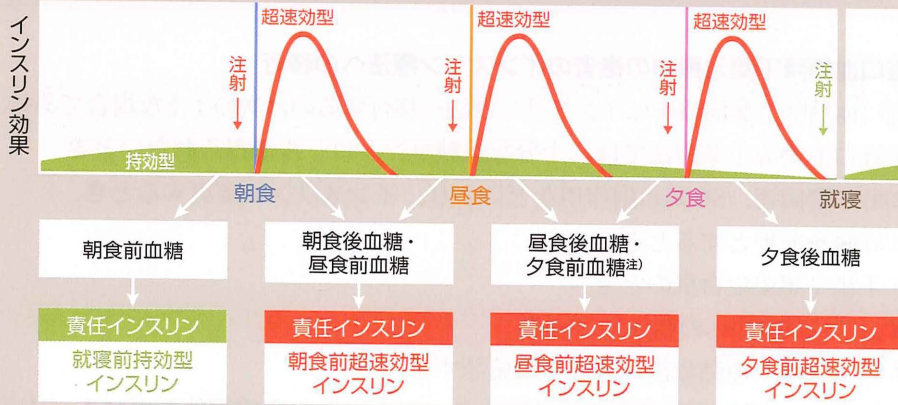 インスリン効果
超速効型
超速効型
超速効型
注射
注射
注射
注射
持効型
朝食
昼食
夕食
就寝
朝食前血糖
朝食後血糖・
昼食前血糖
昼食後血糖・
夕食前血糖注)
夕食後血糖
責任インスリン
就寝前持効型
インスリン
責任インスリン
朝食前超速効型
インスリン
責任インスリン
昼食前超速効型
インスリン
責任インスリン
夕食前超速効型
インスリン